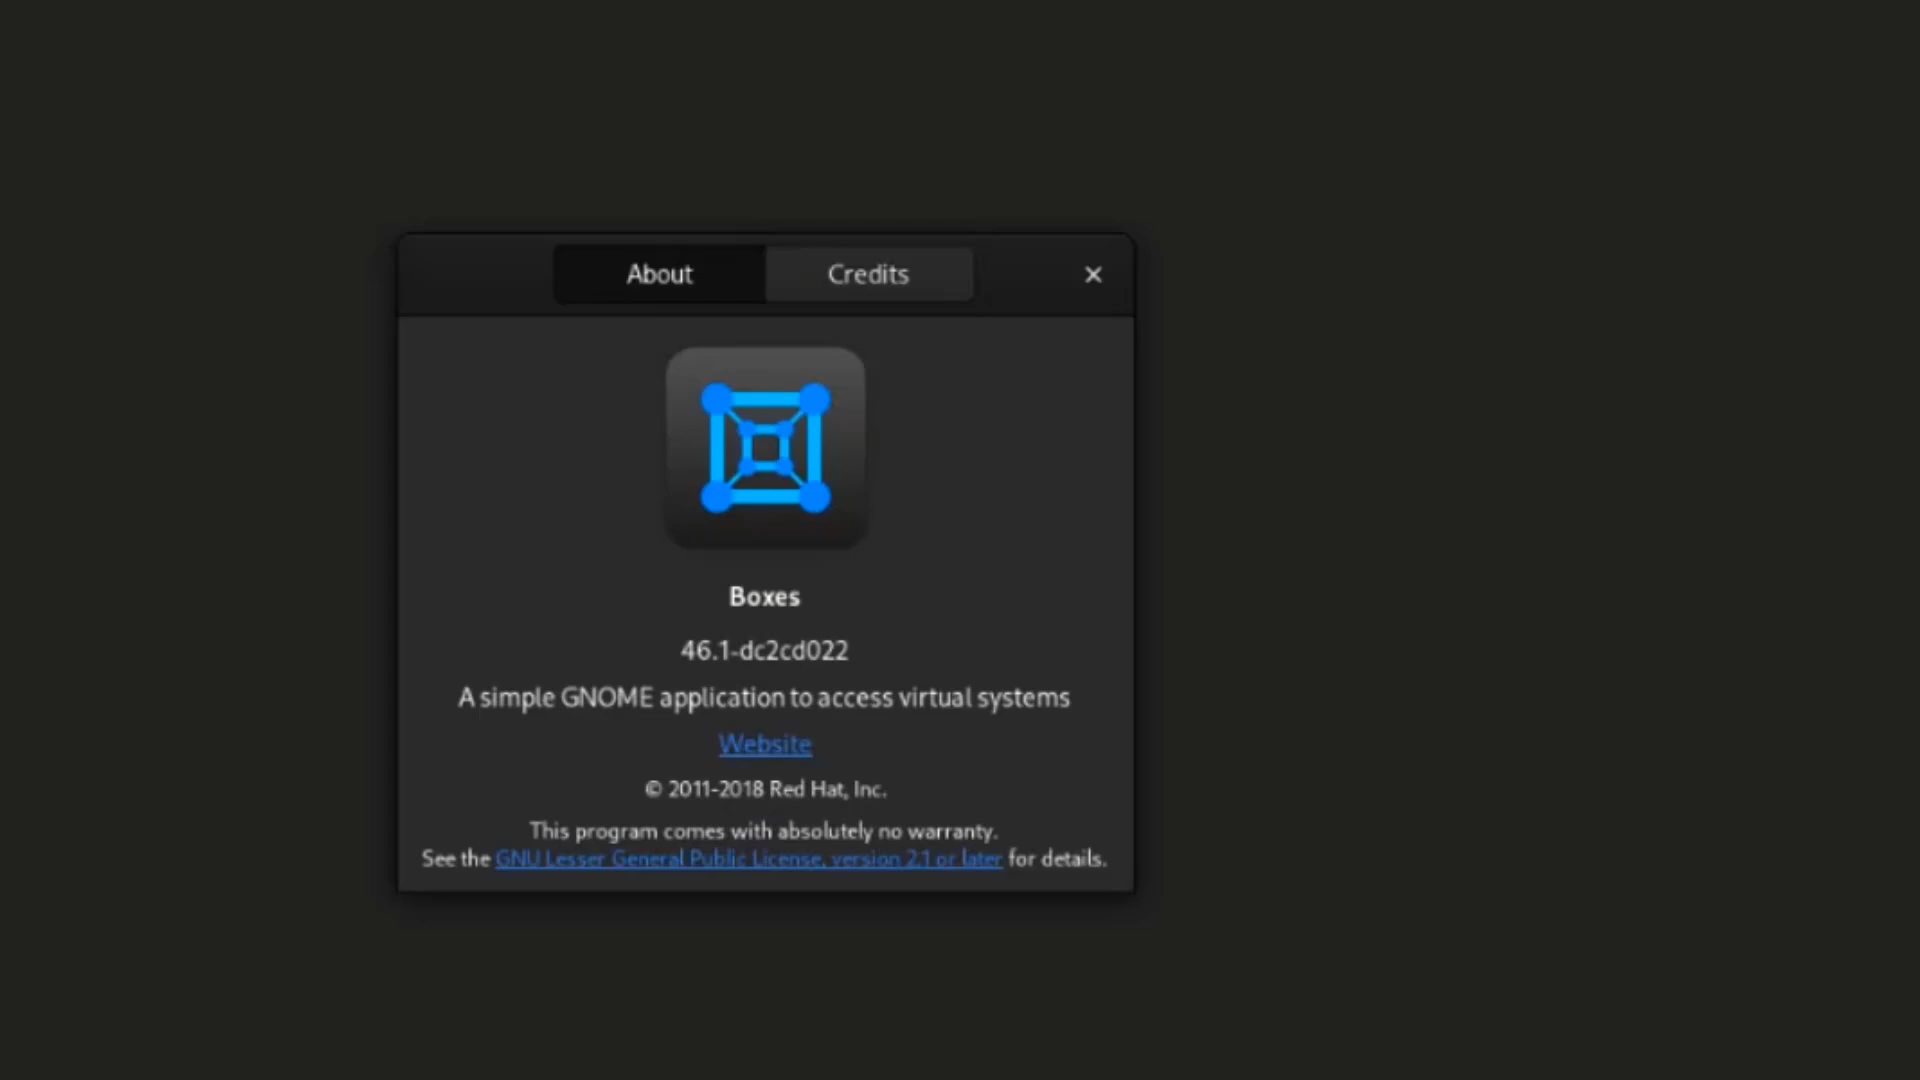 About
Credits
Boxes
46.1-dc2cd022
A simple GNOME application to access virtual systems
Website
© 2011-2018 Red Hat, Inc.
This program comes with absolutely no warranty.
See the GNU Lesser General Public License, version 2.1 or later for details.